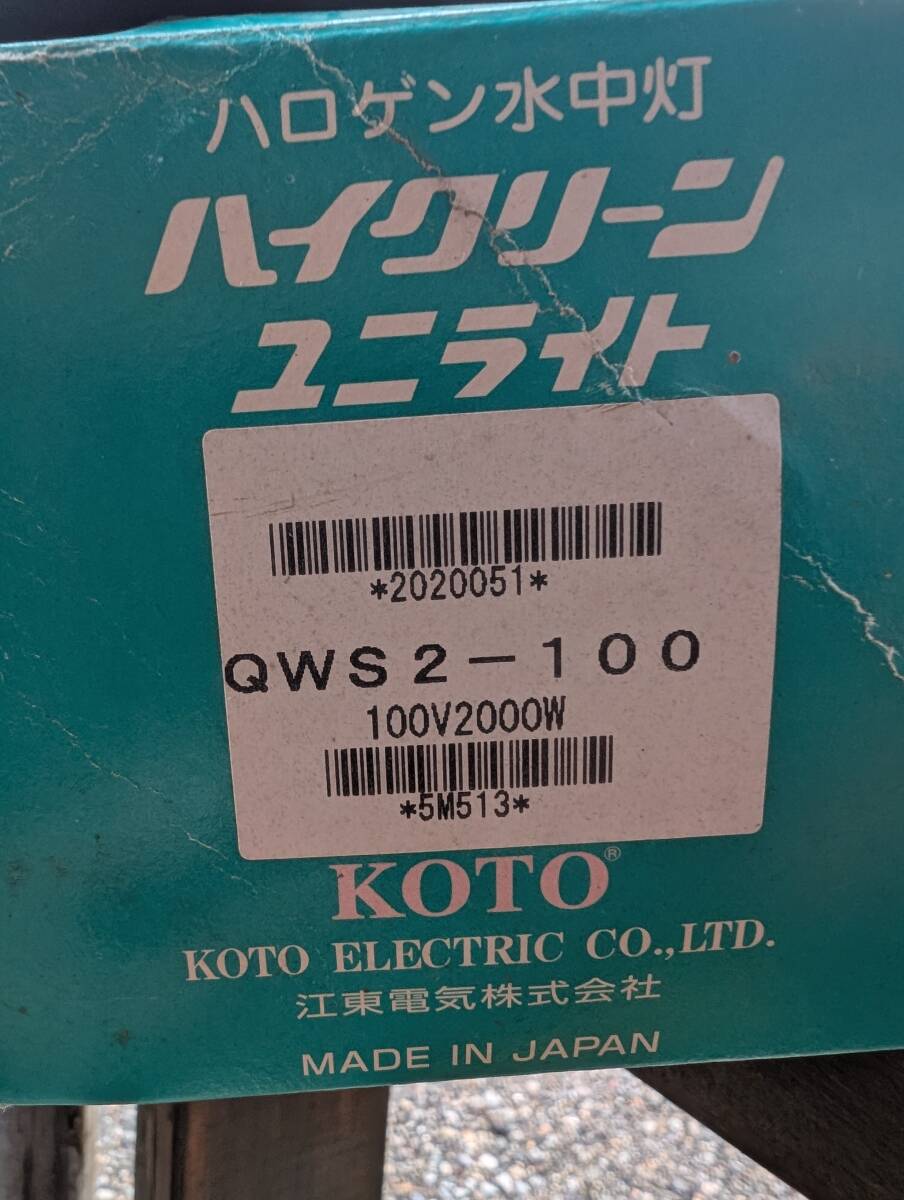 ハロゲン水中灯
ハイクリーン
ユニライト
*2020051*
QWS2-100
100V2000W
*5M513*
KOTO®
KOTO ELECTRIC CO.,LTD.
江東電気株式会社
MADE IN JAPAN